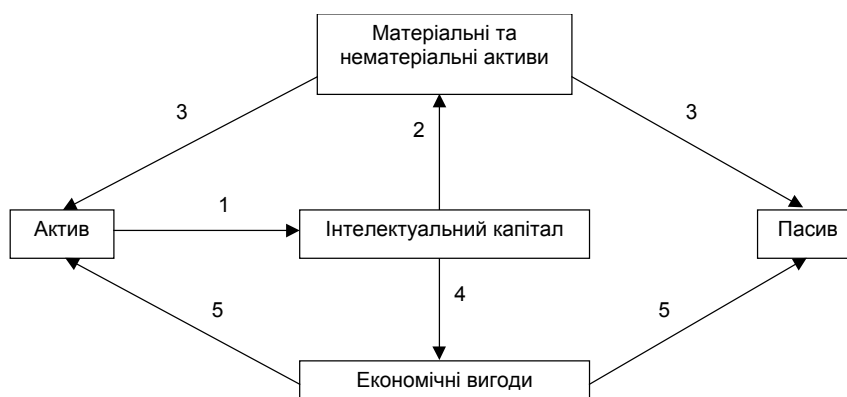 Матеріальні та
нематеріальні активи
3
3
2
1
Актив
Інтелектуальний капітал
Пасив
4
5
5
Економічні вигоди